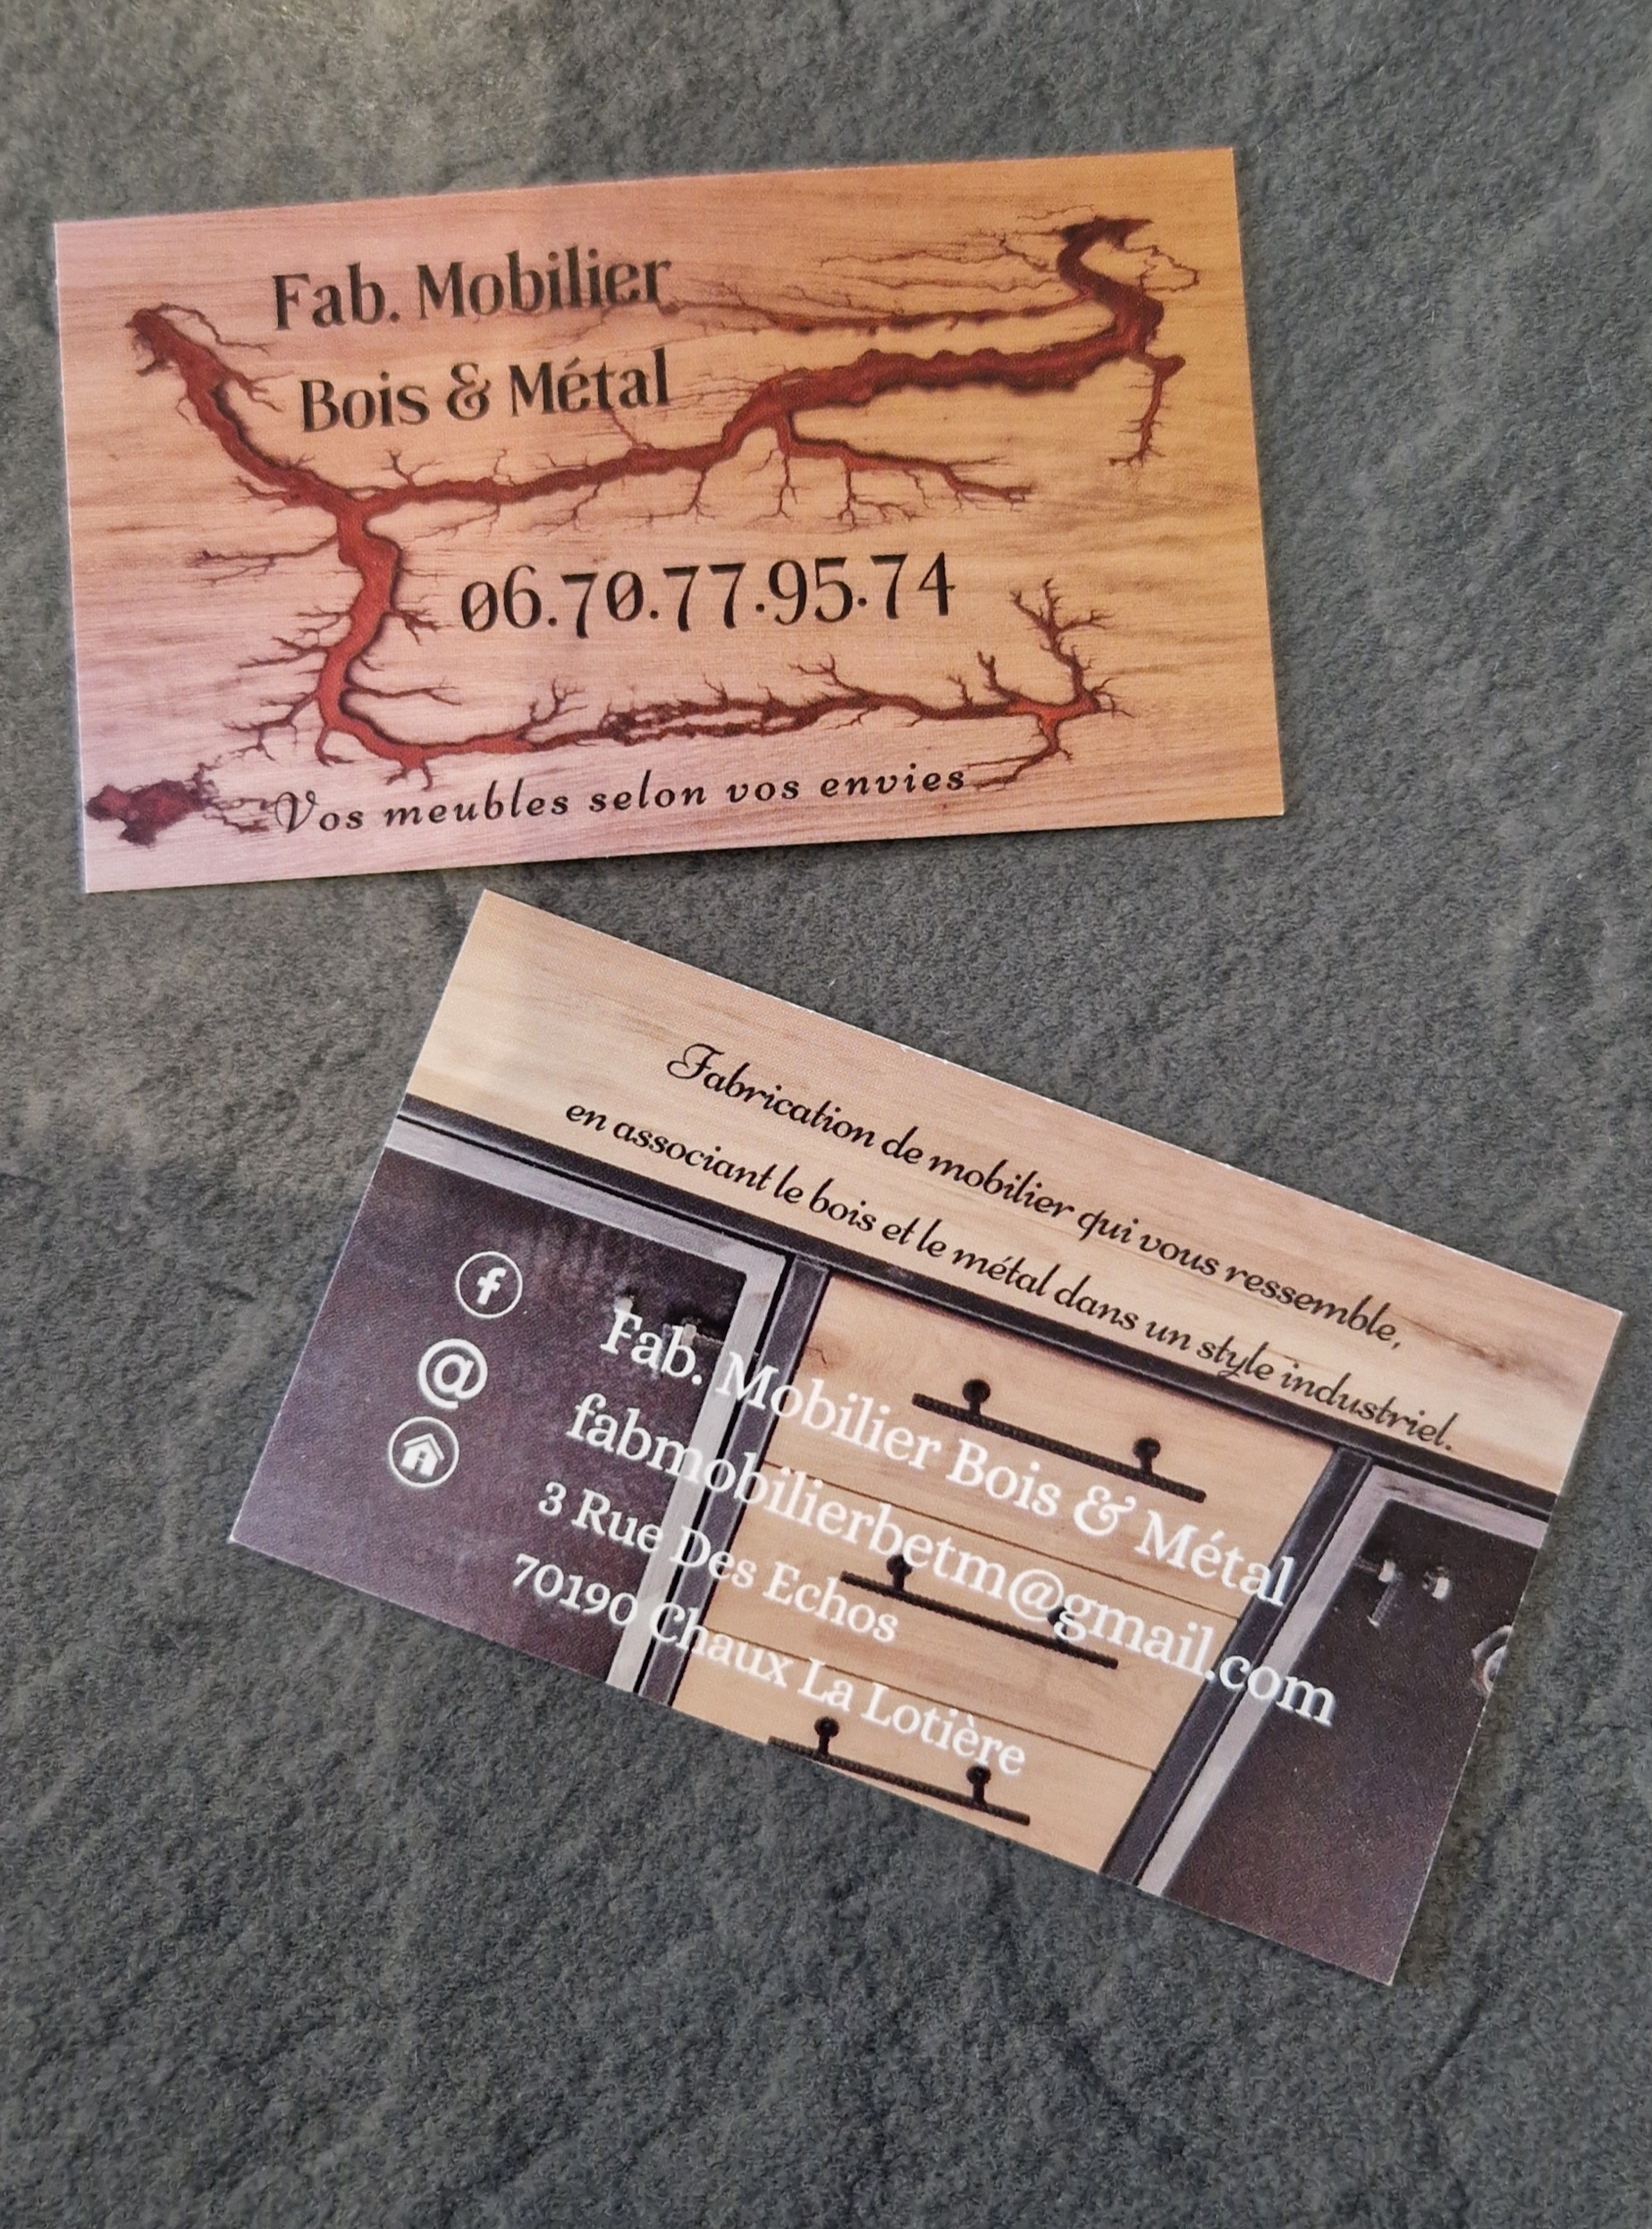 Fab. Mobilier
Bois & Métal
06.70.77.95.74
Vos meubles selon vos envies
Fabrication de mobilier qui vous ressemble,
en associant le bois et le métal dans un style industriel.
Fab. Mobilier Bois & Métal
fabmobilierbetm@gmail.com
3 Rue Des Echos
70190 Chaux La Lotière